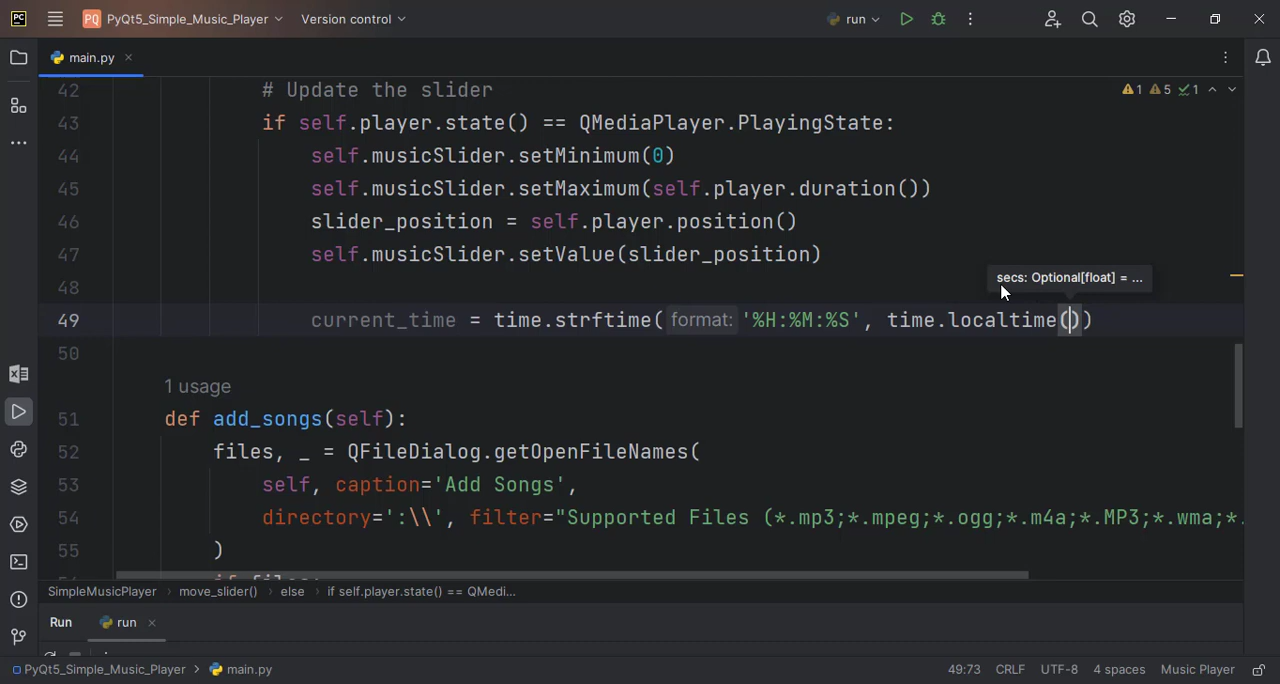 PC PQ PyQt5_Simple_Music_Player Version control run
main.py
42 # Update the slider 1 5 1
43 if self.player.state() == QMediaPlayer.PlayingState:
44 self.musicSlider.setMinimum(0)
45 self.musicSlider.setMaximum(self.player.duration())
46 slider_position = self.player.position()
47 self.musicSlider.setValue(slider_position)
48 secs: Optional[float] = ...
49 current_time = time.strftime( format: '%H:%M:%S', time.localtime())
50
1 usage
51 def add_songs(self):
52 files, _ = QFileDialog.getOpenFileNames(
53 self, caption='Add Songs',
54 directory=':\\', filter="Supported Files (*.mp3;*.mpeg;*.ogg;*.m4a;*.MP3;*.wma;*.
55 )
SimpleMusicPlayer > move_slider() > else > if self.player.state() == QMedi...
Run run
PyQt5_Simple_Music_Player > main.py 49:73 CRLF UTF-8 4 spaces Music Player